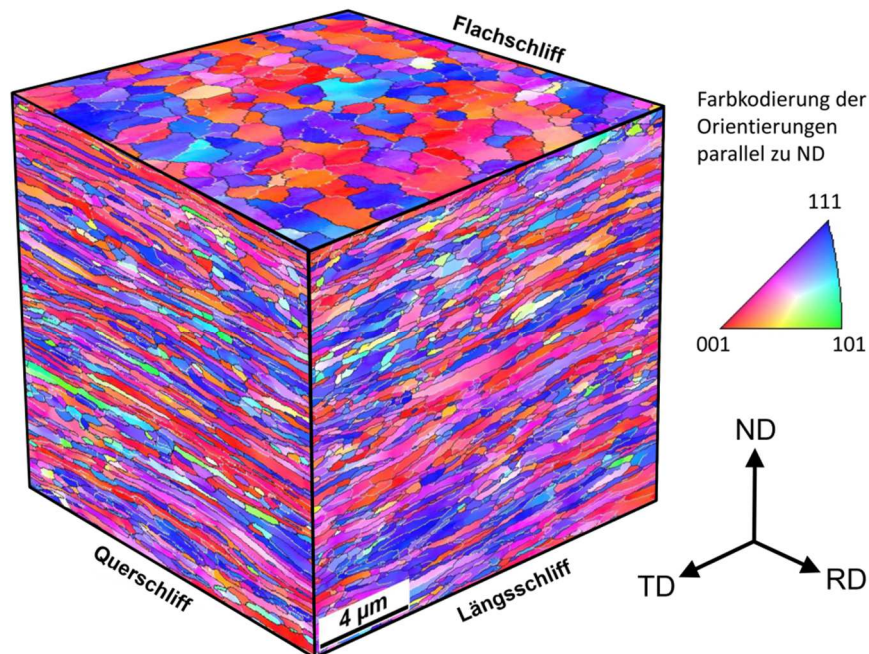 Flachschliff
Farbkodierung der
Orientierungen
parallel zu ND
111
001
101
ND
TD
RD
Querschliff
4 µm
Längsschliff